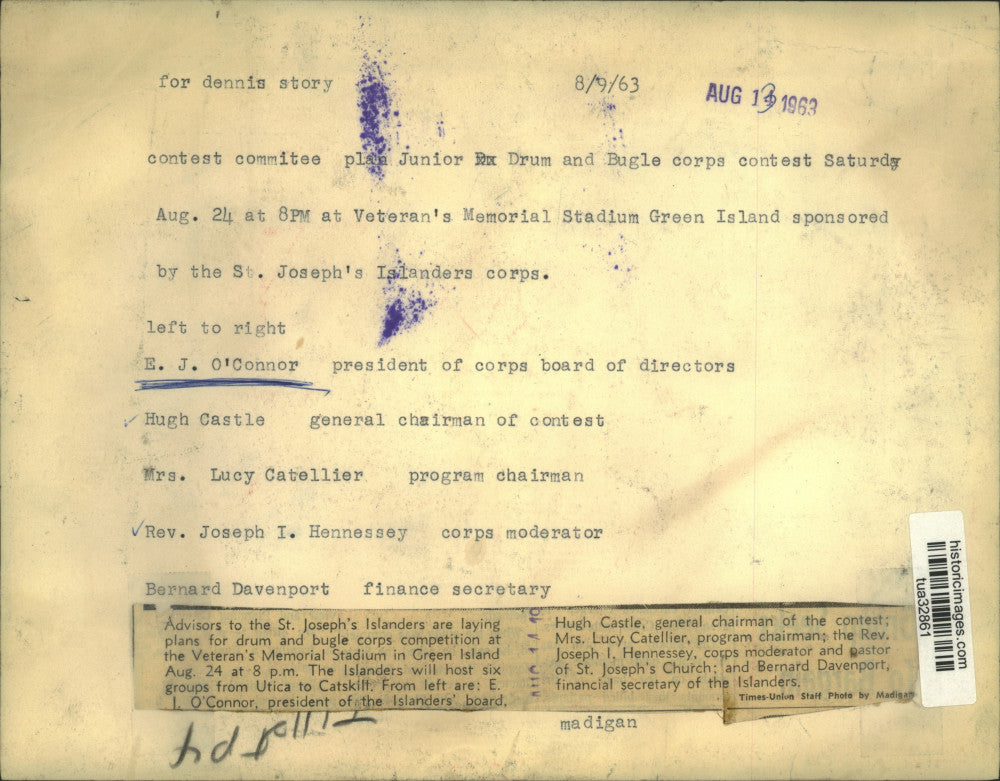 for dennis story 8/9/63 AUG 13 1963
contest commitee plan Junior Dx Drum and Bugle corps contest Saturdy
Aug. 24 at 8PM at Veteran's Memorial Stadium Green Island sponsored
by the St. Joseph's Islanders corps.
left to right
E. J. O'Connor president of corps board of directors
Hugh Castle general chairman of contest
Mrs. Lucy Catellier program chairman
Rev. Joseph I. Hennessey corps moderator
Bernard Davenport finance secretary
Advisors to the St. Joseph's Islanders are laying
plans for drum and bugle corps competition at
the Veteran's Memorial Stadium in Green Island
Aug. 24 at 8 p.m. The Islanders will host six
groups from Utica to Catskill. From left are: E.
J. O'Connor, president of the Islanders' board,
Hugh Castle, general chairman of the contest;
Mrs. Lucy Catellier, program chairman; the Rev.
Joseph I. Hennessey, corps moderator and pastor
of St. Joseph's Church; and Bernard Davenport,
financial secretary of the Islanders.
Times-Union Staff Photo by Madigan
madigan
historicimages.com
tua32861